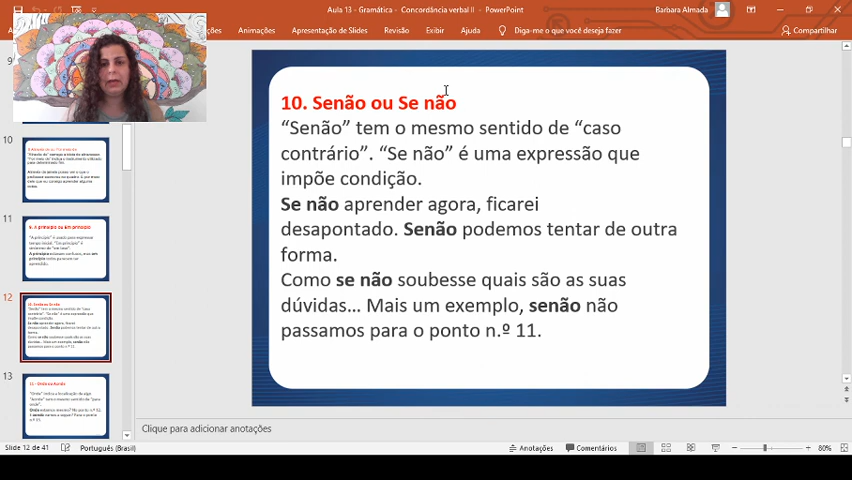 Aula 13 - Gramática - Concordância verbal II - PowerPoint
Barbara Almada
Animações Apresentação de Slides Revisão Exibir Ajuda Diga-me o que você deseja fazer Compartilhar
10
11
12
13
10. Senão ou Se não
“Senão” tem o mesmo sentido de “caso
contrário”. “Se não” é uma expressão que
impõe condição.
Se não aprender agora, ficarei
desapontado. Senão podemos tentar de outra
forma.
Como se não soubesse quais são as suas
dúvidas... Mais um exemplo, senão não
passamos para o ponto n.º 11.
Clique para adicionar anotações
Slide 12 de 41 Português (Brasil) Anotações Comentários 80%